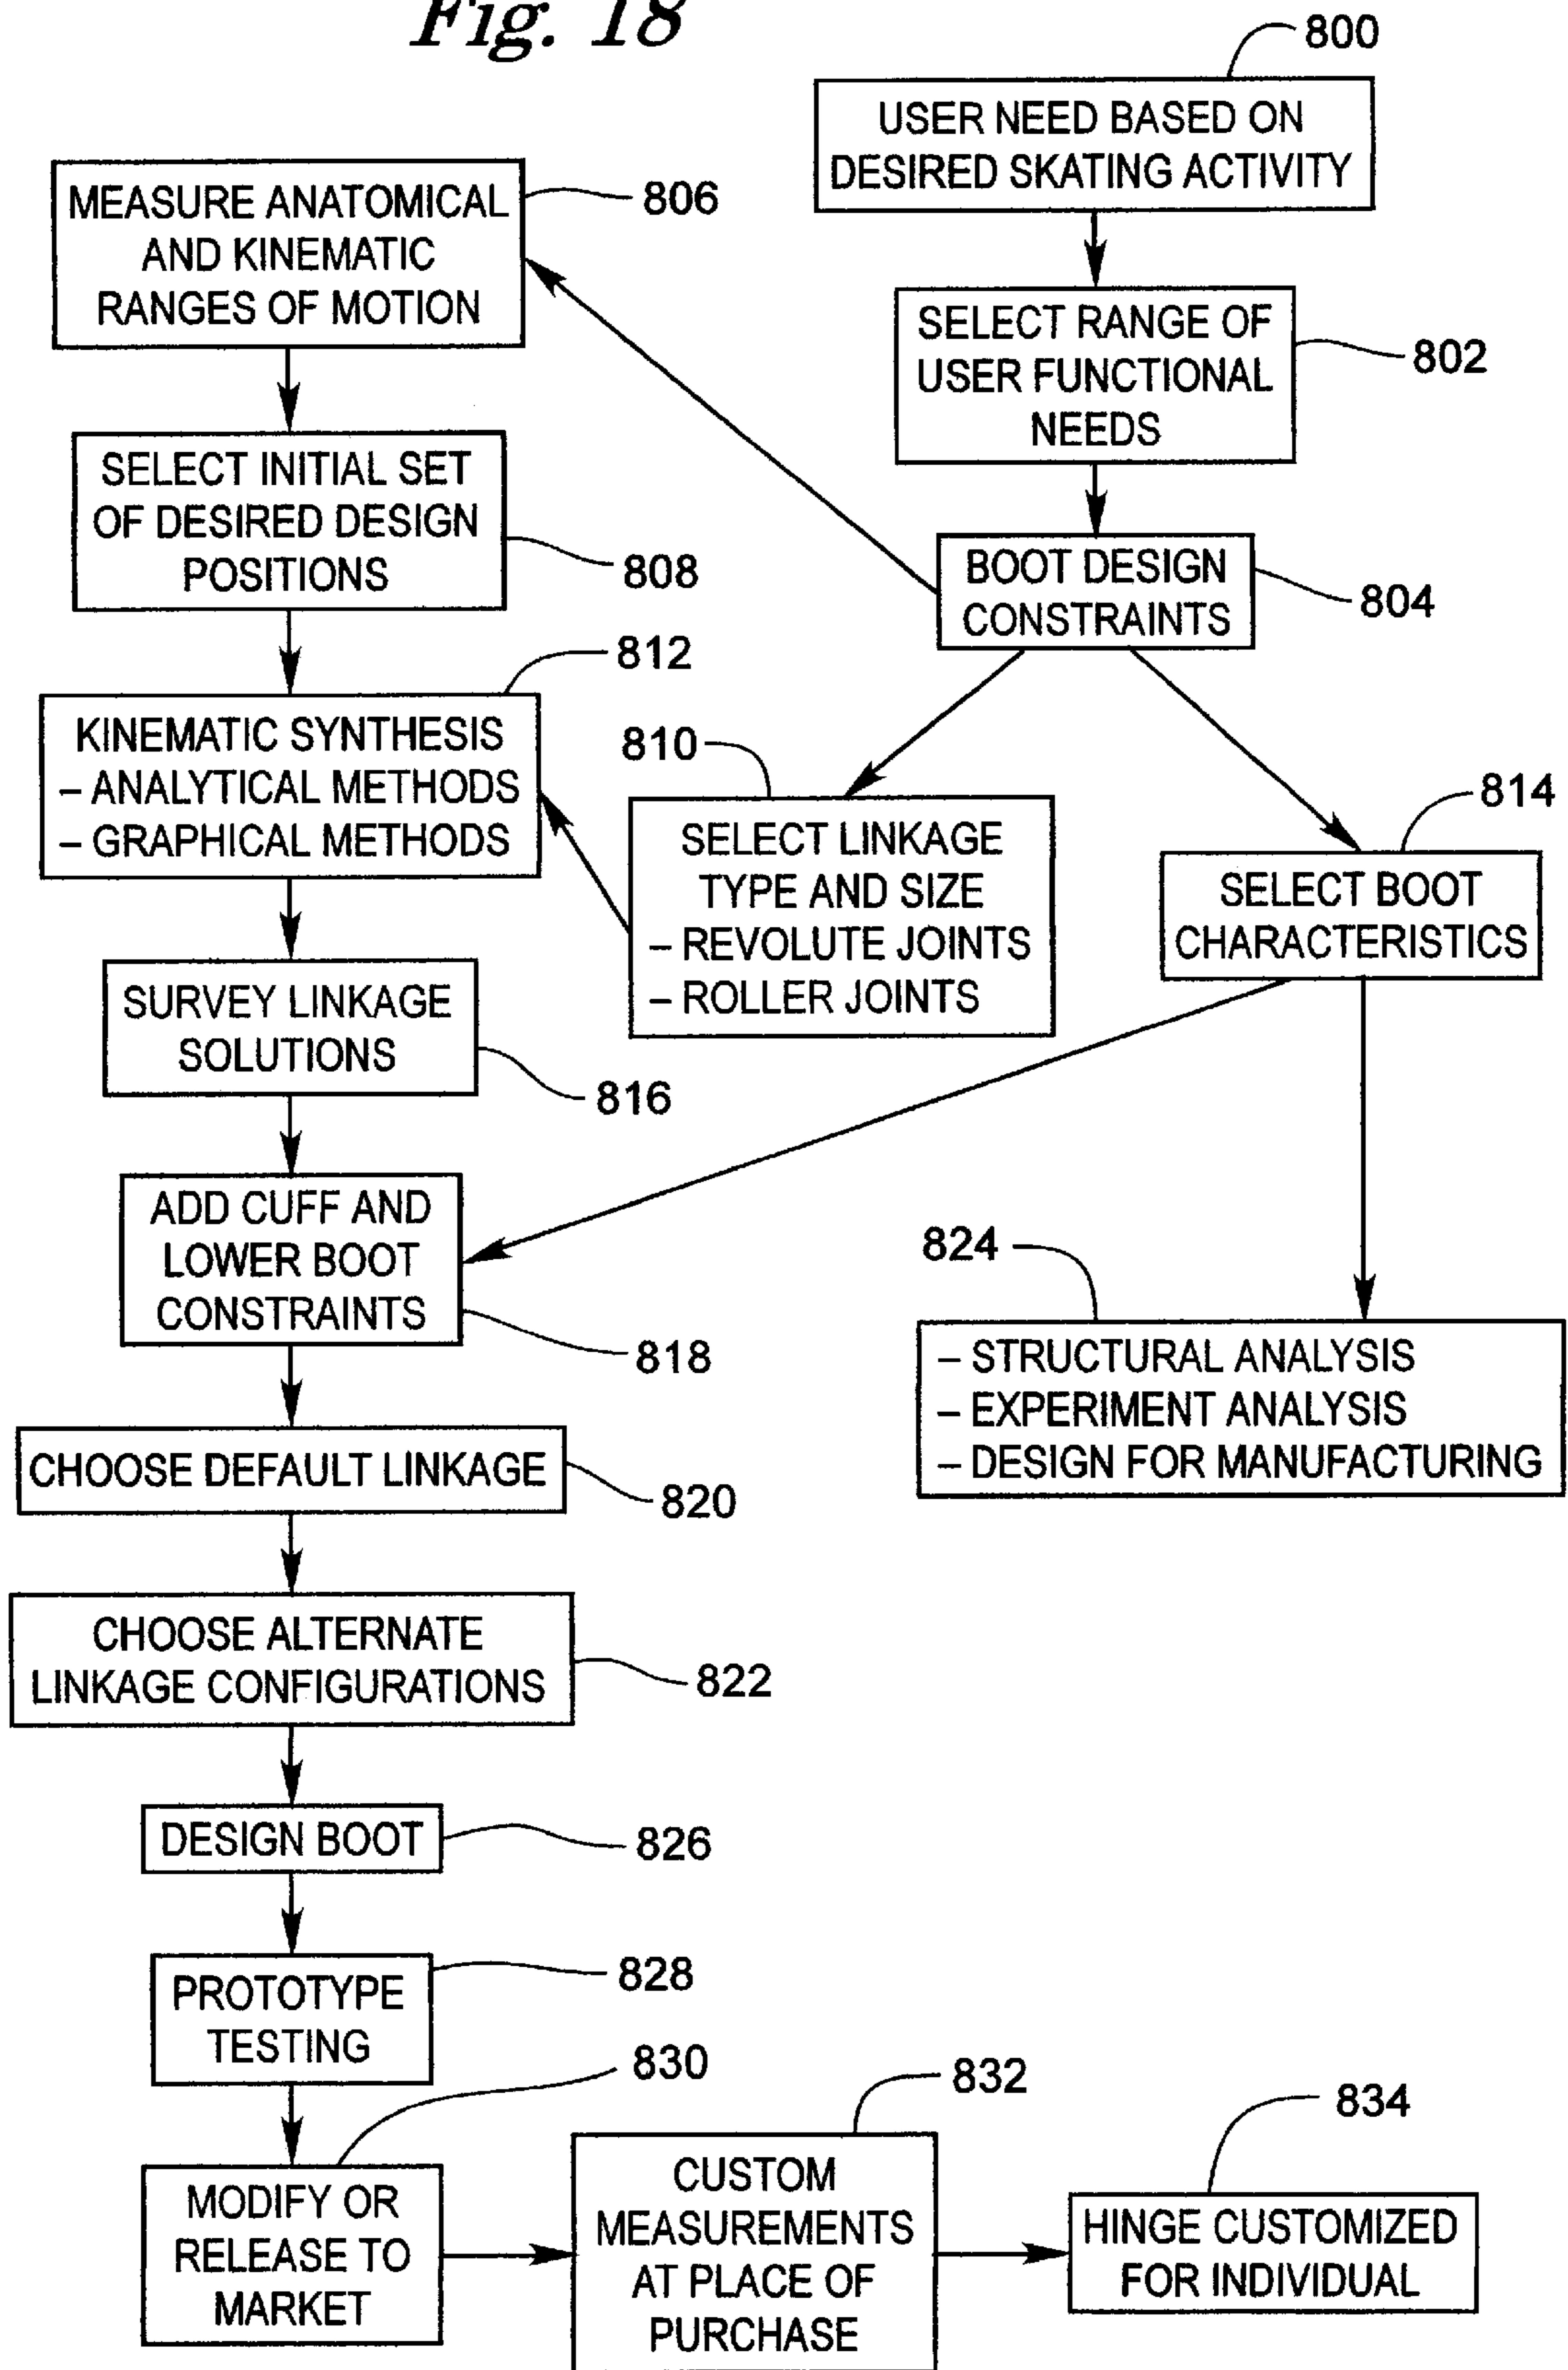 Fig. 18
800
USER NEED BASED ON
DESIRED SKATING ACTIVITY
MEASURE ANATOMICAL
AND KINEMATIC
RANGES OF MOTION
806
SELECT RANGE OF
USER FUNCTIONAL
NEEDS
802
SELECT INITIAL SET
OF DESIRED DESIGN
POSITIONS
808
BOOT DESIGN
CONSTRAINTS
804
812
KINEMATIC SYNTHESIS
– ANALYTICAL METHODS
– GRAPHICAL METHODS
810
SELECT LINKAGE
TYPE AND SIZE
– REVOLUTE JOINTS
– ROLLER JOINTS
814
SELECT BOOT
CHARACTERISTICS
SURVEY LINKAGE
SOLUTIONS
816
ADD CUFF AND
LOWER BOOT
CONSTRAINTS
818
824
– STRUCTURAL ANALYSIS
– EXPERIMENT ANALYSIS
– DESIGN FOR MANUFACTURING
CHOOSE DEFAULT LINKAGE
820
CHOOSE ALTERNATE
LINKAGE CONFIGURATIONS
822
DESIGN BOOT
826
PROTOTYPE
TESTING
828
830
MODIFY OR
RELEASE TO
MARKET
832
CUSTOM
MEASUREMENTS
AT PLACE OF
PURCHASE
834
HINGE CUSTOMIZED
FOR INDIVIDUAL